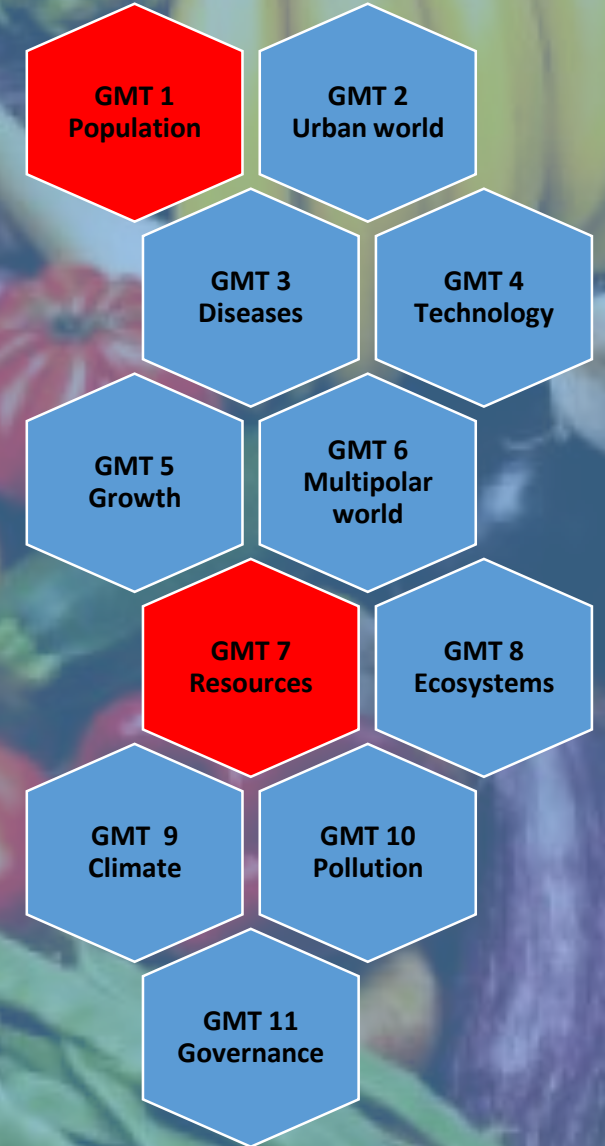 GMT 1
Population
GMT 2
Urban world
GMT 3
Diseases
GMT 4
Technology
GMT 5
Growth
GMT 6
Multipolar
world
GMT 7
Resources
GMT 8
Ecosystems
GMT  9
Climate
GMT 10
Pollution
GMT 11
Governance